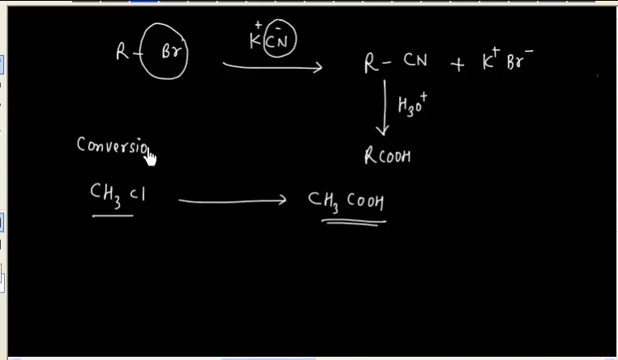 R - Br K⁺CN⁻ → R - CN + K⁺ Br⁻
↓ H₃O⁺
RCOOH
Conversio
CH₃Cl → CH₃COOH